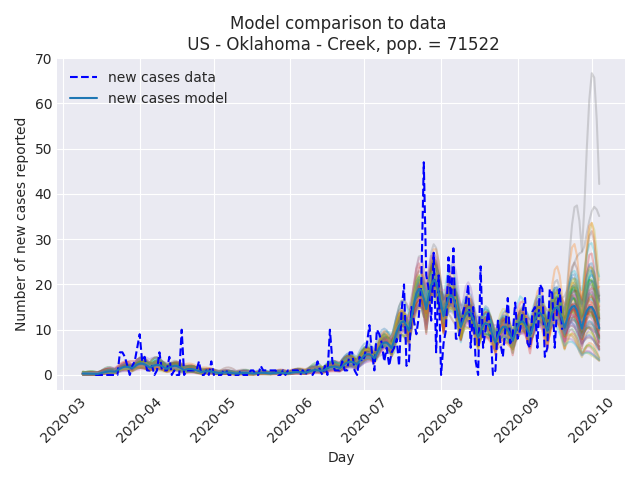 Model comparison to data
US - Oklahoma - Creek, pop. = 71522
new cases data
new cases model
Number of new cases reported
70
60
50
40
30
20
10
0
2020-03
2020-04
2020-05
2020-06
2020-07
2020-08
2020-09
2020-10
Day